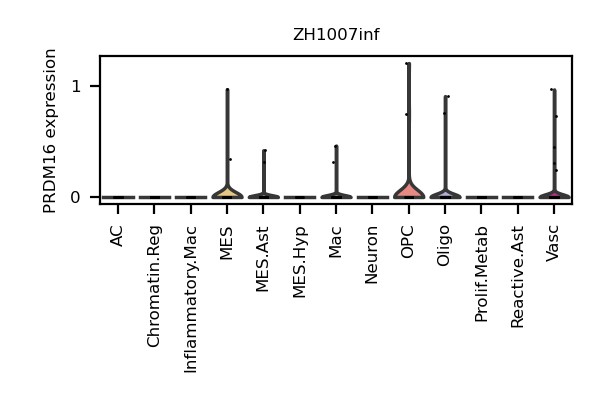 ZH1007inf
PRDM16 expression
1
0
AC
Chromatin.Reg
Inflammatory.Mac
MES
MES.Ast
MES.Hyp
Mac
Neuron
OPC
Oligo
Prolif.Metab
Reactive.Ast
Vasc